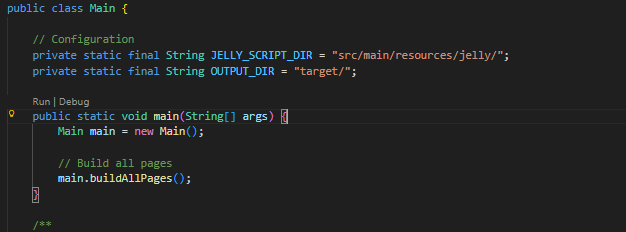 public class Main {
// Configuration
private static final String JELLY_SCRIPT_DIR = "src/main/resources/jelly/";
private static final String OUTPUT_DIR = "target/";
Run | Debug
public static void main(String[] args) {
Main main = new Main();
// Build all pages
main.buildAllPages();
}
/**